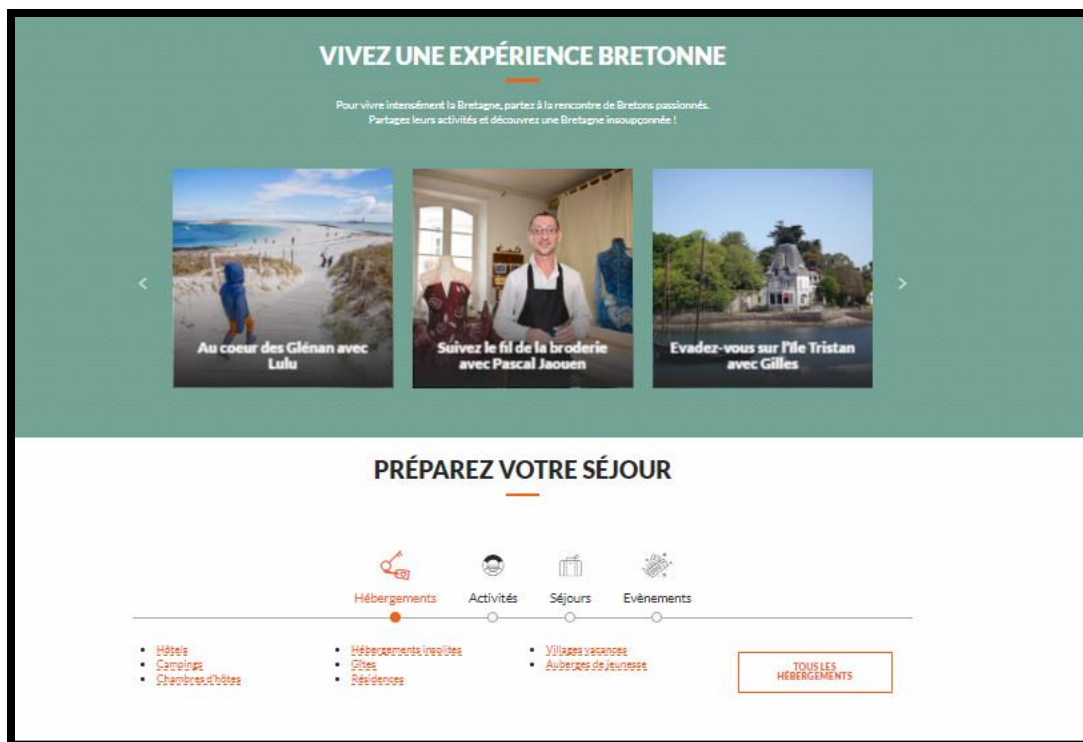 VIVEZ UNE EXPÉRIENCE BRETONNE
Pour vivre intensément la Bretagne, partez à la rencontre de Bretons passionnés.
Partagez leurs activités et découvrez une Bretagne insoupçonnée !
Au coeur des Glénan avec
Lulu
Suivez le fil de la broderie
avec Pascal Jaouen
Evadez-vous sur l'île Tristan
avec Gilles
PRÉPAREZ VOTRE SÉJOUR
Hébergements
Activités
Séjours
Evènements
Hôtels
Campings
Chambres d'hôtes
Hébergements insolites
Gîtes
Résidences
Villages vacances
Auberges de jeunesse
TOUS LES
HÉBERGEMENTS